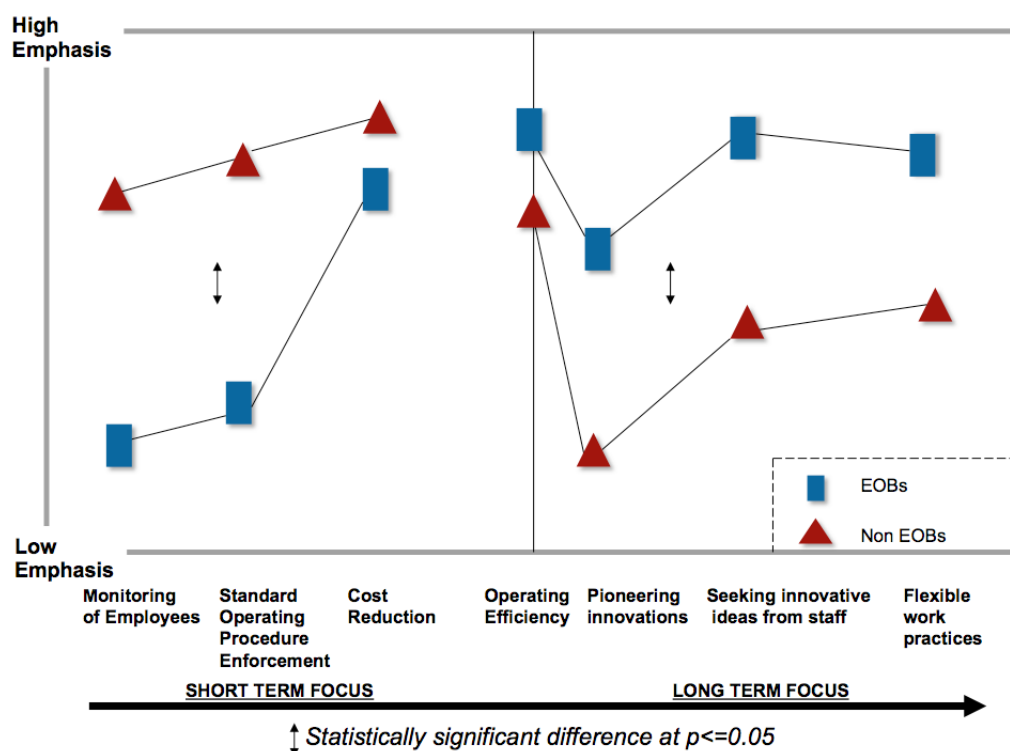 High
Emphasis
EOBs
Non EOBs
Low
Emphasis
Monitoring
of Employees
Standard
Operating
Procedure
Enforcement
Cost
Reduction
Operating
Efficiency
Pioneering
innovations
Seeking innovative
ideas from staff
Flexible
work
practices
SHORT TERM FOCUS
LONG TERM FOCUS
Statistically significant difference at p<=0.05